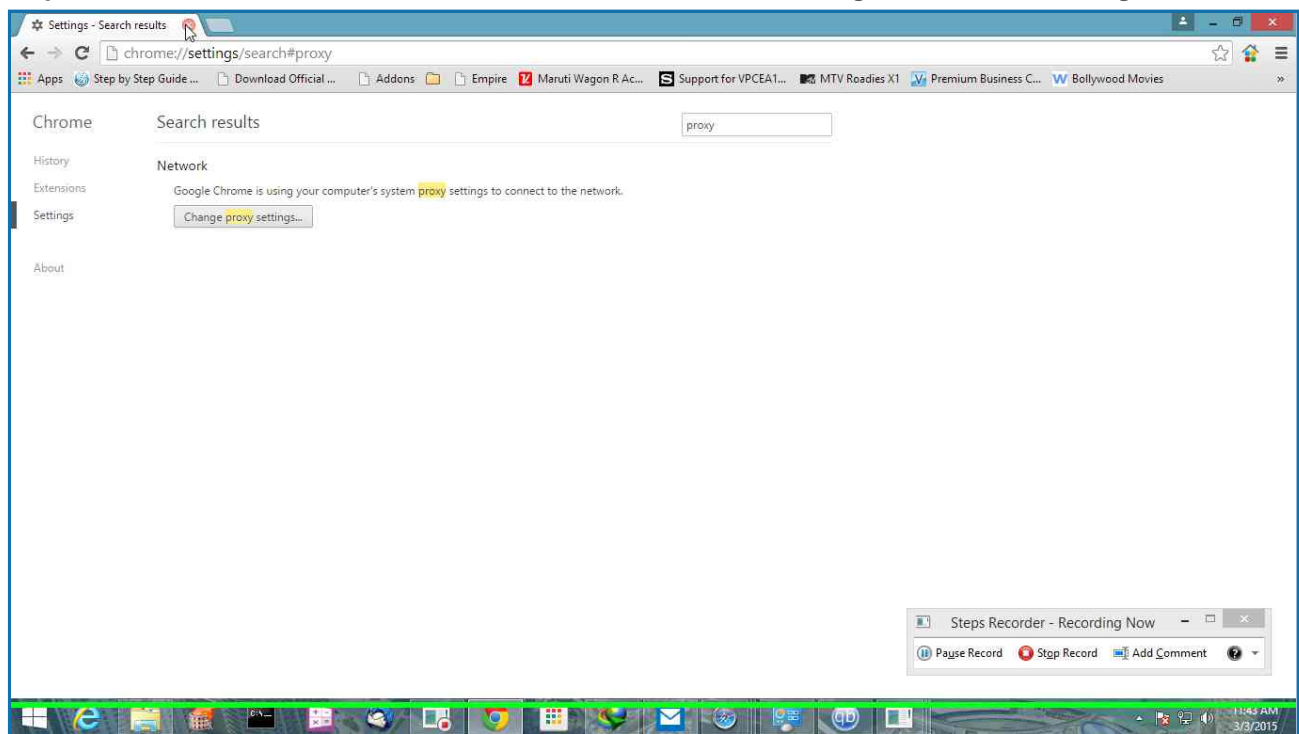 Settings - Search results
chrome://settings/search#proxy
Apps Step by Step Guide ... Download Official ... Addons Empire Maruti Wagon R Ac... Support for VPCEA1... MTV Roadies X1 Premium Business C... Bollywood Movies »
Chrome Search results proxy
History
Network
Extensions
Google Chrome is using your computer's system proxy settings to connect to the network.
Settings
Change proxy settings...
About
Steps Recorder - Recording Now
Pause Record Stop Record Add Comment
11:43 AM
3/3/2015